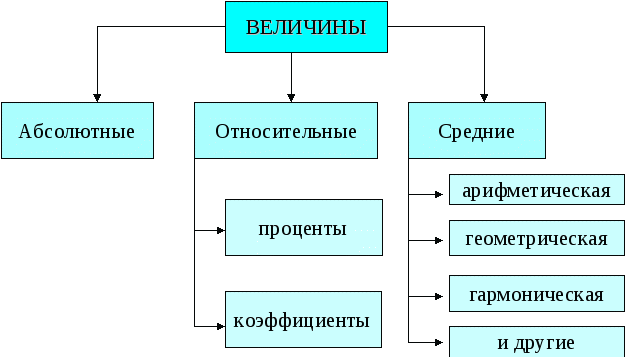 ВЕЛИЧИНЫ
Абсолютные
Относительные
Средние
проценты
коэффициенты
арифметическая
геометрическая
гармоническая
и другие